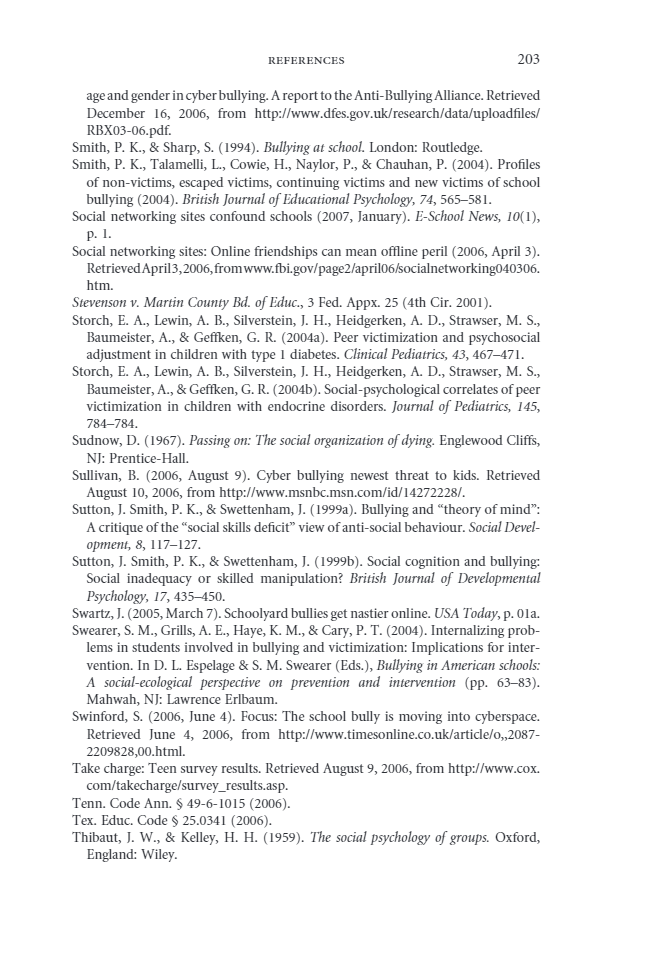 REFERENCES 203
age and gender in cyber bullying. A report to the Anti-Bullying Alliance. Retrieved
December 16, 2006, from http://www.dfes.gov.uk/research/data/uploadfiles/
RBX03-06.pdf.
Smith, P. K., & Sharp, S. (1994). Bullying at school. London: Routledge.
Smith, P. K., Talamelli, L., Cowie, H., Naylor, P., & Chauhan, P. (2004). Profiles
of non-victims, escaped victims, continuing victims and new victims of school
bullying (2004). British Journal of Educational Psychology, 74, 565–581.
Social networking sites confound schools (2007, January). E-School News, 10(1),
p. 1.
Social networking sites: Online friendships can mean offline peril (2006, April 3).
Retrieved April 3, 2006, from www.fbi.gov/page2/april06/socialnetworking040306.
htm.
Stevenson v. Martin County Bd. of Educ., 3 Fed. Appx. 25 (4th Cir. 2001).
Storch, E. A., Lewin, A. B., Silverstein, J. H., Heidgerken, A. D., Strawser, M. S.,
Baumeister, A., & Geffken, G. R. (2004a). Peer victimization and psychosocial
adjustment in children with type 1 diabetes. Clinical Pediatrics, 43, 467–471.
Storch, E. A., Lewin, A. B., Silverstein, J. H., Heidgerken, A. D., Strawser, M. S.,
Baumeister, A., & Geffken, G. R. (2004b). Social-psychological correlates of peer
victimization in children with endocrine disorders. Journal of Pediatrics, 145,
784–784.
Sudnow, D. (1967). Passing on: The social organization of dying. Englewood Cliffs,
NJ: Prentice-Hall.
Sullivan, B. (2006, August 9). Cyber bullying newest threat to kids. Retrieved
August 10, 2006, from http://www.msnbc.msn.com/id/14272228/.
Sutton, J. Smith, P. K., & Swettenham, J. (1999a). Bullying and “theory of mind”:
A critique of the “social skills deficit” view of anti-social behaviour. Social Devel-
opment, 8, 117–127.
Sutton, J. Smith, P. K., & Swettenham, J. (1999b). Social cognition and bullying:
Social inadequacy or skilled manipulation? British Journal of Developmental
Psychology, 17, 435–450.
Swartz, J. (2005, March 7). Schoolyard bullies get nastier online. USA Today, p. 01a.
Swearer, S. M., Grills, A. E., Haye, K. M., & Cary, P. T. (2004). Internalizing prob-
lems in students involved in bullying and victimization: Implications for inter-
vention. In D. L. Espelage & S. M. Swearer (Eds.), Bullying in American schools:
A social-ecological perspective on prevention and intervention (pp. 63–83).
Mahwah, NJ: Lawrence Erlbaum.
Swinford, S. (2006, June 4). Focus: The school bully is moving into cyberspace.
Retrieved June 4, 2006, from http://www.timesonline.co.uk/article/o,,2087-
2209828,00.html.
Take charge: Teen survey results. Retrieved August 9, 2006, from http://www.cox.
com/takecharge/survey_results.asp.
Tenn. Code Ann. § 49-6-1015 (2006).
Tex. Educ. Code § 25.0341 (2006).
Thibaut, J. W., & Kelley, H. H. (1959). The social psychology of groups. Oxford,
England: Wiley.